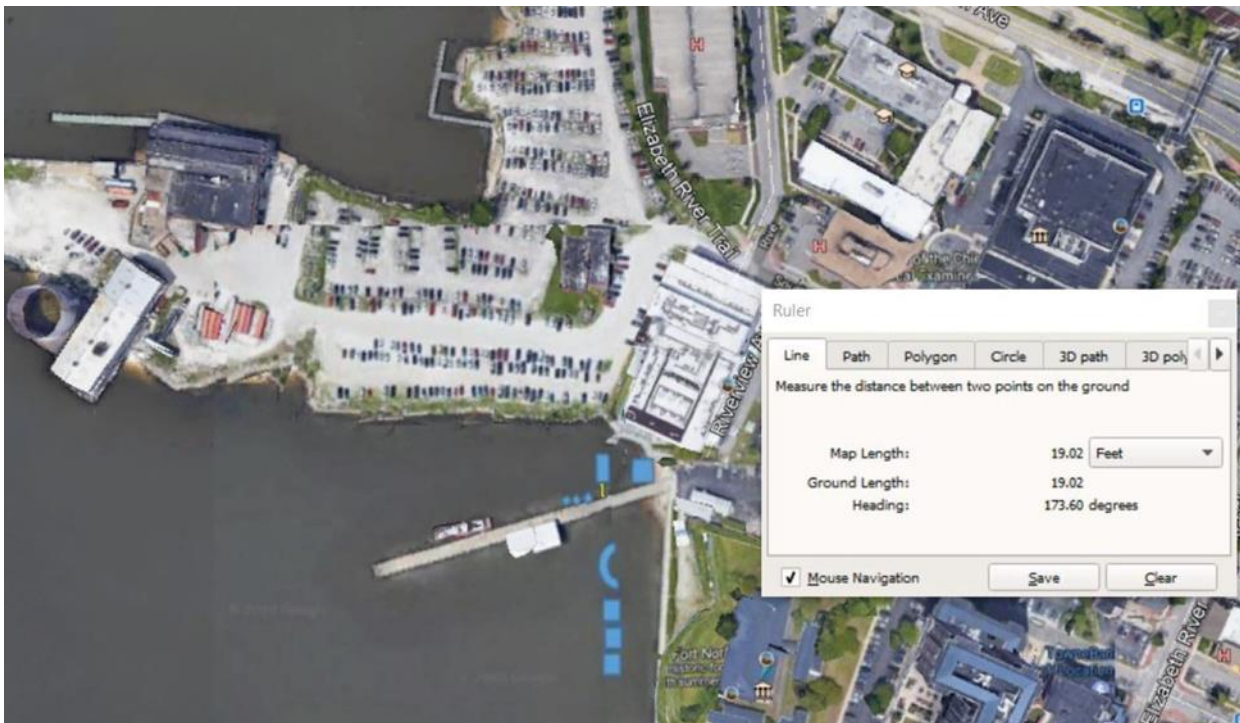 Ave
Elizabeth River Trail
H
H
Rive
Riverview A
Ruler
Line Path Polygon Circle 3D path 3D poly
Measure the distance between two points on the ground
Map Length: 19.02 Feet
Ground Length: 19.02
Heading: 173.60 degrees
Mouse Navigation Save Clear
Fort Nor
Elizabeth River
H